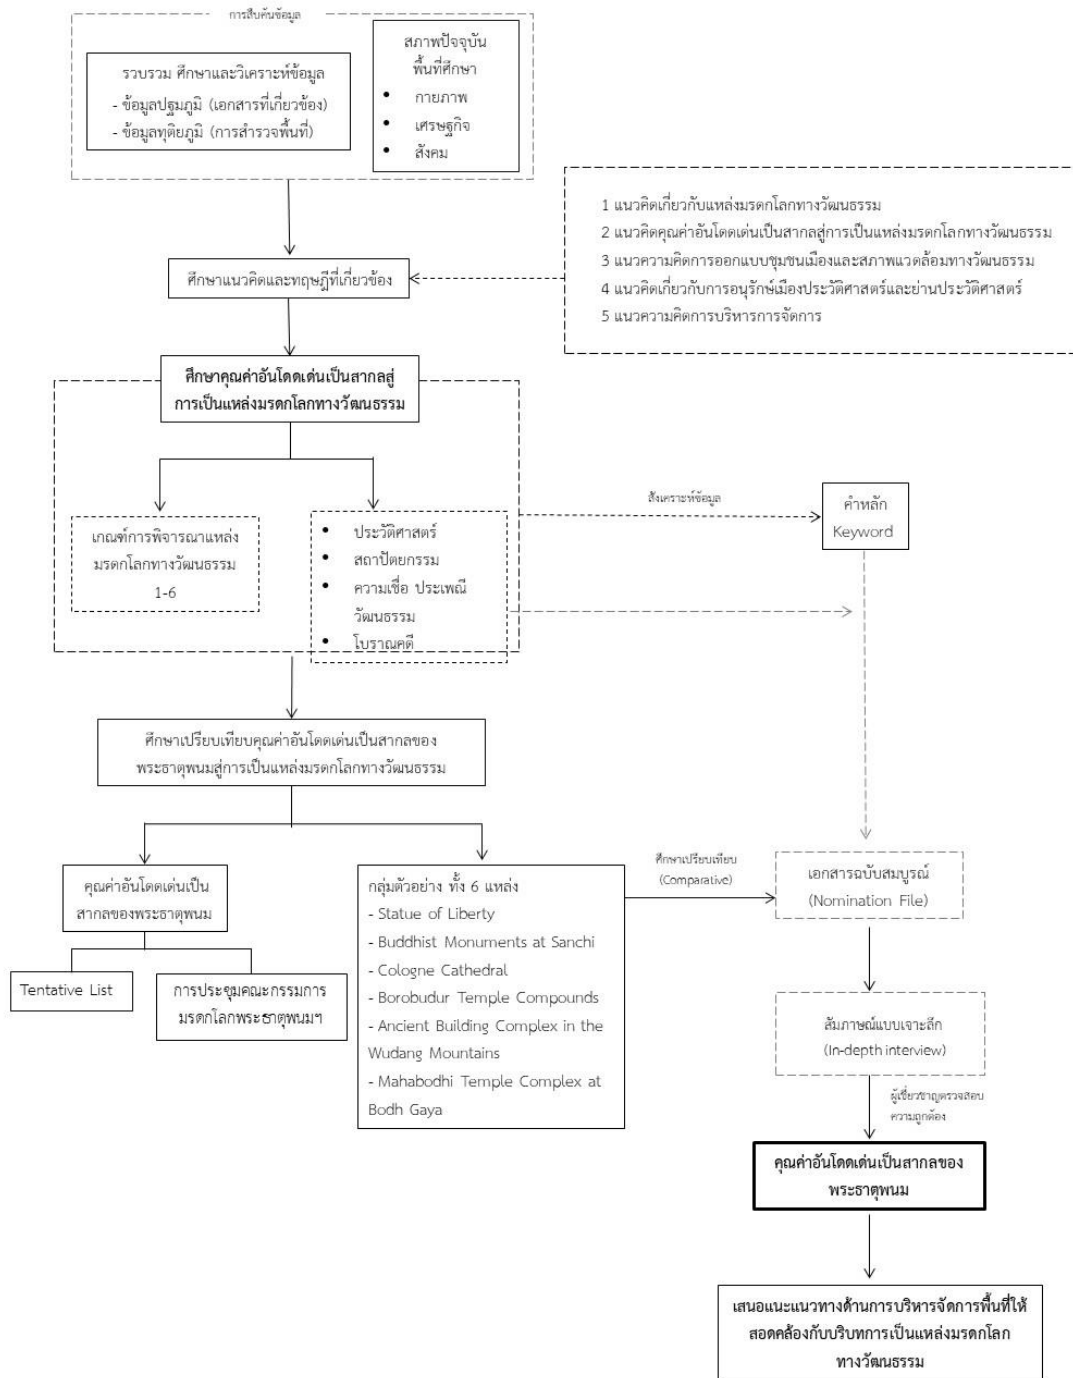 การสืบค้นข้อมูล
รวบรวม ศึกษาและวิเคราะห์ข้อมูล
- ข้อมูลปฐมภูมิ (เอกสารที่เกี่ยวข้อง)
- ข้อมูลทุติยภูมิ (การสำรวจพื้นที่)
สภาพปัจจุบัน
พื้นที่ศึกษา
• กายภาพ
• เศรษฐกิจ
• สังคม
1 แนวคิดเกี่ยวกับแหล่งมรดกโลกทางวัฒนธรรม
2 แนวคิดคุณค่าอันโดดเด่นเป็นสากลสู่การเป็นแหล่งมรดกโลกทางวัฒนธรรม
3 แนวความคิดการออกแบบชุมชนเมืองและสภาพแวดล้อมทางวัฒนธรรม
4 แนวคิดเกี่ยวกับการอนุรักษ์เมืองประวัติศาสตร์และย่านประวัติศาสตร์
5 แนวความคิดการบริหารการจัดการ
ศึกษาแนวคิดและทฤษฎีที่เกี่ยวข้อง
ศึกษาคุณค่าอันโดดเด่นเป็นสากลสู่
การเป็นแหล่งมรดกโลกทางวัฒนธรรม
เกณฑ์การพิจารณาแหล่ง
มรดกโลกทางวัฒนธรรม
1-6
• ประวัติศาสตร์
• สถาปัตยกรรม
• ความเชื่อ ประเพณี
วัฒนธรรม
• โบราณคดี
สังเคราะห์ข้อมูล
คำหลัก
Keyword
ศึกษาเปรียบเทียบคุณค่าอันโดดเด่นเป็นสากลของ
พระธาตุพนมสู่การเป็นแหล่งมรดกโลกทางวัฒนธรรม
คุณค่าอันโดดเด่นเป็น
สากลของพระธาตุพนม
Tentative List
การประชุมคณะกรรมการ
มรดกโลกพระธาตุพนมฯ
กลุ่มตัวอย่าง ทั้ง 6 แหล่ง
- Statue of Liberty
- Buddhist Monuments at Sanchi
- Cologne Cathedral
- Borobudur Temple Compounds
- Ancient Building Complex in the
Wudang Mountains
- Mahabodhi Temple Complex at
Bodh Gaya
ศึกษาเปรียบเทียบ
(Comparative)
เอกสารฉบับสมบูรณ์
(Nomination File)
สัมภาษณ์แบบเจาะลึก
(In-depth interview)
ผู้เชี่ยวชาญตรวจสอบ
ความถูกต้อง
คุณค่าอันโดดเด่นเป็นสากลของ
พระธาตุพนม
เสนอแนะแนวทางด้านการบริหารจัดการพื้นที่ให้
สอดคล้องกับบริบทการเป็นแหล่งมรดกโลก
ทางวัฒนธรรม